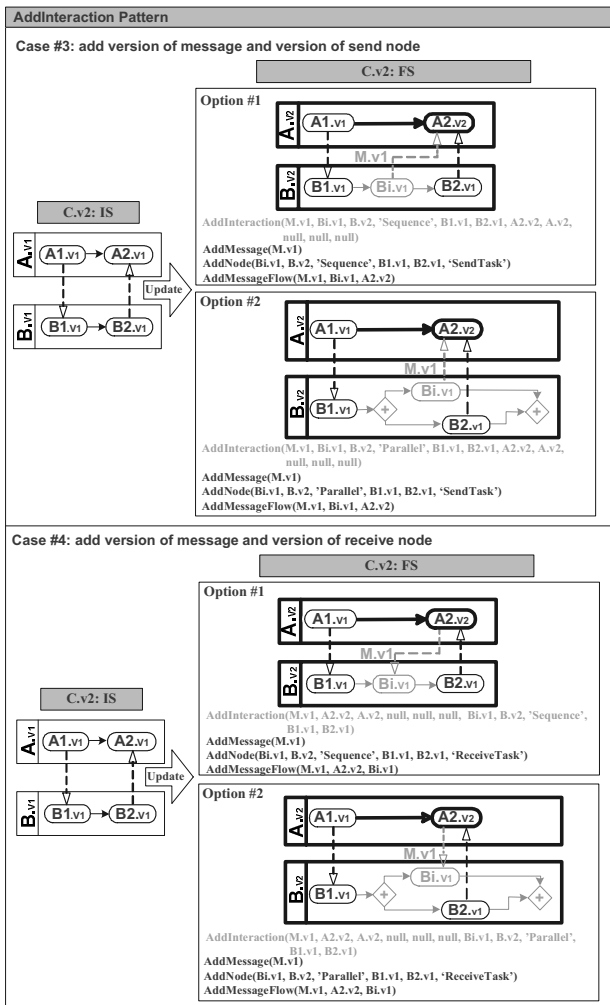 AddInteraction Pattern
Case #3: add version of message and version of send node
C.v2: FS
Option #1
A.v2
A1.v1
A2.v2
M.v1
B.v2
B1.v1
Bi.v1
B2.v1
AddInteraction(M.v1, Bi.v1, B.v2, 'Sequence', B1.v1, B2.v1, A2.v2, A.v2,
null, null, null)
AddMessage(M.v1)
AddNode(Bi.v1, B.v2, 'Sequence', B1.v1, B2.v1, ‘SendTask’)
AddMessageFlow(M.v1, Bi.v1, A2.v2)
C.v2: IS
A.v1
A1.v1
A2.v1
B.v1
B1.v1
B2.v1
Update
Option #2
A.v2
A1.v1
A2.v2
M.v1
B.v2
B1.v1
Bi.v1
B2.v1
AddInteraction(M.v1, Bi.v1, B.v2, 'Parallel', B1.v1, B2.v1, A2.v2, A.v2,
null, null, null)
AddMessage(M.v1)
AddNode(Bi.v1, B.v2, 'Parallel', B1.v1, B2.v1, ‘SendTask’)
AddMessageFlow(M.v1, Bi.v1, A2.v2)
Case #4: add version of message and version of receive node
C.v2: FS
Option #1
A.v2
A1.v1
A2.v2
M.v1
B.v2
B1.v1
Bi.v1
B2.v1
AddInteraction(M.v1, A2.v2, A.v2, null, null, null, Bi.v1, B.v2, 'Sequence',
B1.v1, B2.v1)
AddMessage(M.v1)
AddNode(Bi.v1, B.v2, 'Sequence', B1.v1, B2.v1, ‘ReceiveTask’)
AddMessageFlow(M.v1, A2.v2, Bi.v1)
C.v2: IS
A.v1
A1.v1
A2.v1
B.v1
B1.v1
B2.v1
Update
Option #2
A.v2
A1.v1
A2.v2
M.v1
B.v2
B1.v1
Bi.v1
B2.v1
AddInteraction(M.v1, A2.v2, A.v2, null, null, null, Bi.v1, B.v2, 'Parallel',
B1.v1, B2.v1)
AddMessage(M.v1)
AddNode(Bi.v1, B.v2, 'Parallel', B1.v1, B2.v1, ‘ReceiveTask’)
AddMessageFlow(M.v1, A2.v2, Bi.v1)